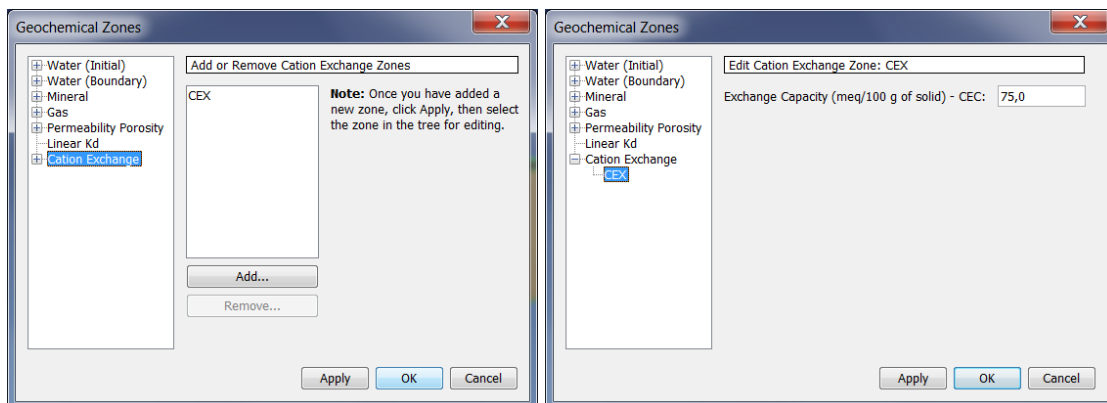 Geochemical Zones
Water (Initial)
Water (Boundary)
Mineral
Gas
Permeability Porosity
Linear Kd
Cation Exchange
Add or Remove Cation Exchange Zones
CEX
Note: Once you have added a
new zone, click Apply, then select
the zone in the tree for editing.
Add...
Remove...
Apply
OK
Cancel
Geochemical Zones
Water (Initial)
Water (Boundary)
Mineral
Gas
Permeability Porosity
Linear Kd
Cation Exchange
CEX
Edit Cation Exchange Zone: CEX
Exchange Capacity (meq/100 g of solid) - CEC: 75,0
Apply
OK
Cancel